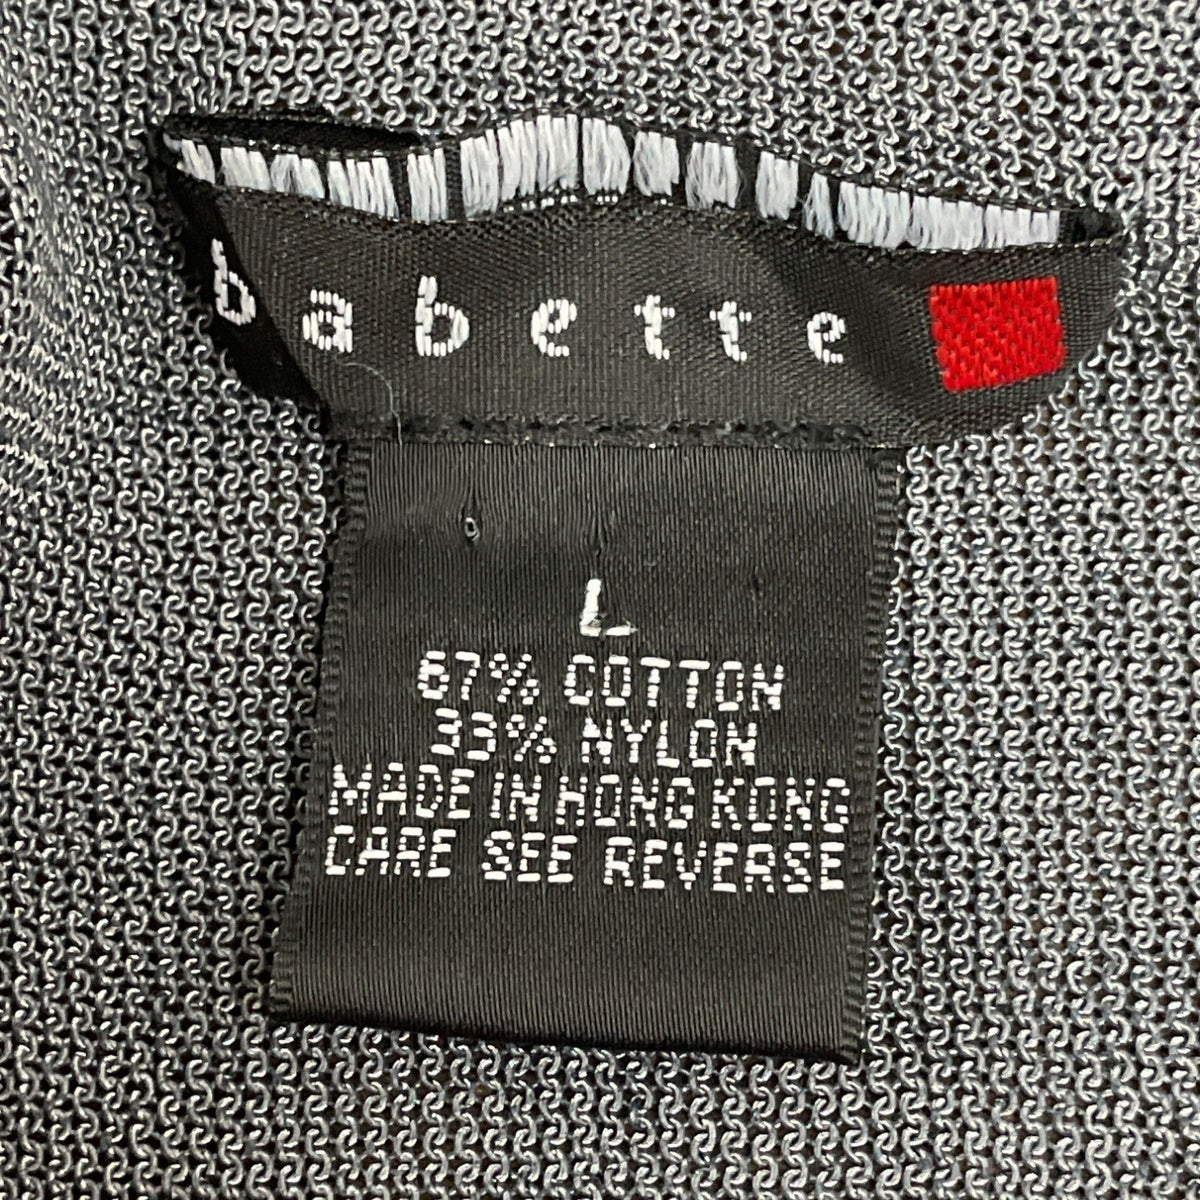 babette
L
67% COTTON
33% NYLON
MADE IN HONG KONG
CARE SEE REVERSE